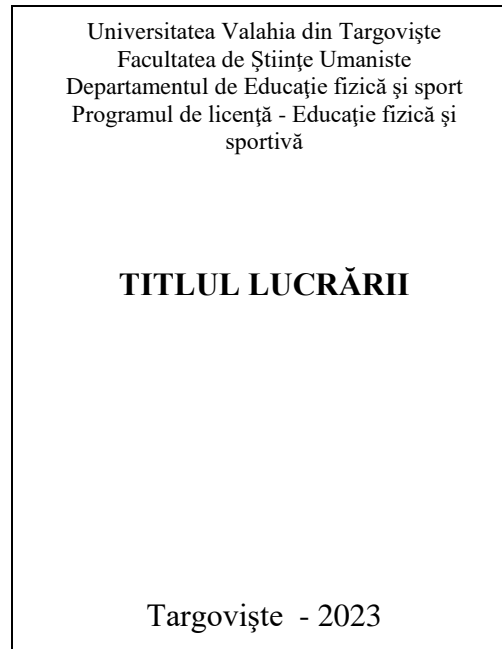 Universitatea Valahia din Targovişte
Facultatea de Ştiinţe Umaniste
Departamentul de Educaţie fizică şi sport
Programul de licenţă - Educaţie fizică şi
sportivă
TITLUL LUCRĂRII
Targovişte - 2023